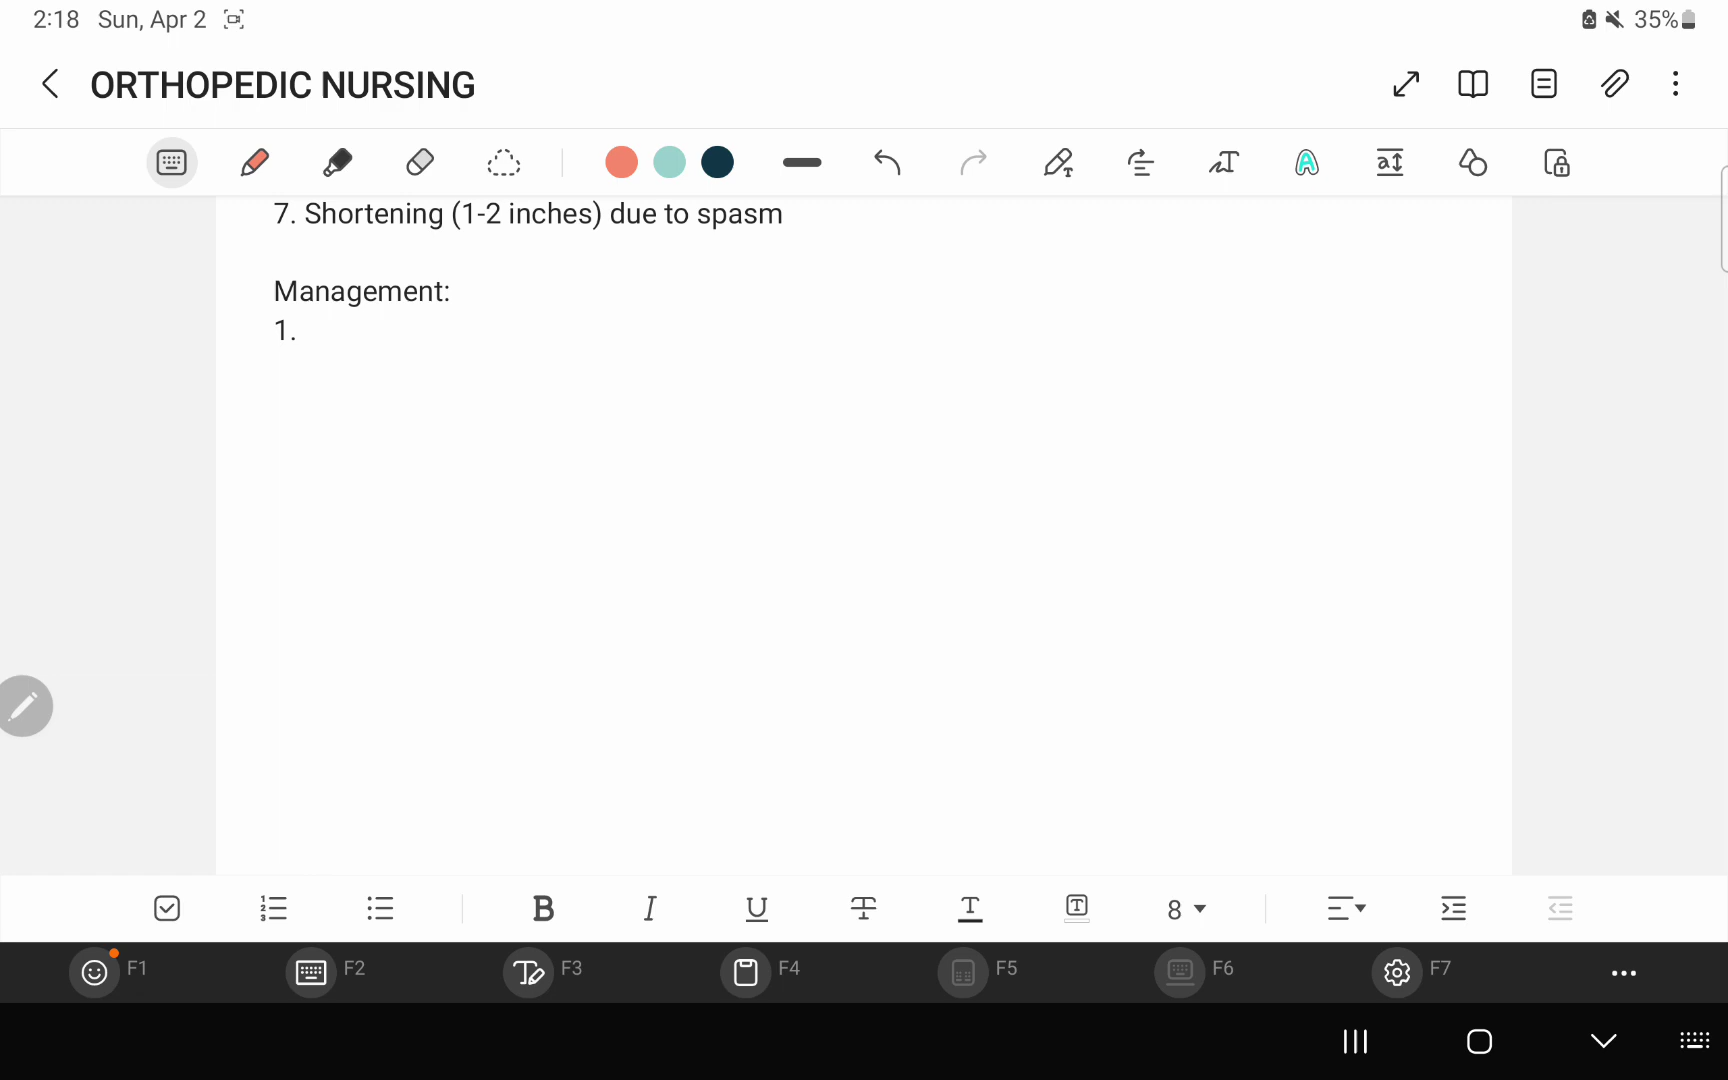 2:18 Sun, Apr 2 35%
ORTHOPEDIC NURSING
7. Shortening (1-2 inches) due to spasm
Management:
1.
B I U T T T 8
F1 F2 F3 F4 F5 F6 F7